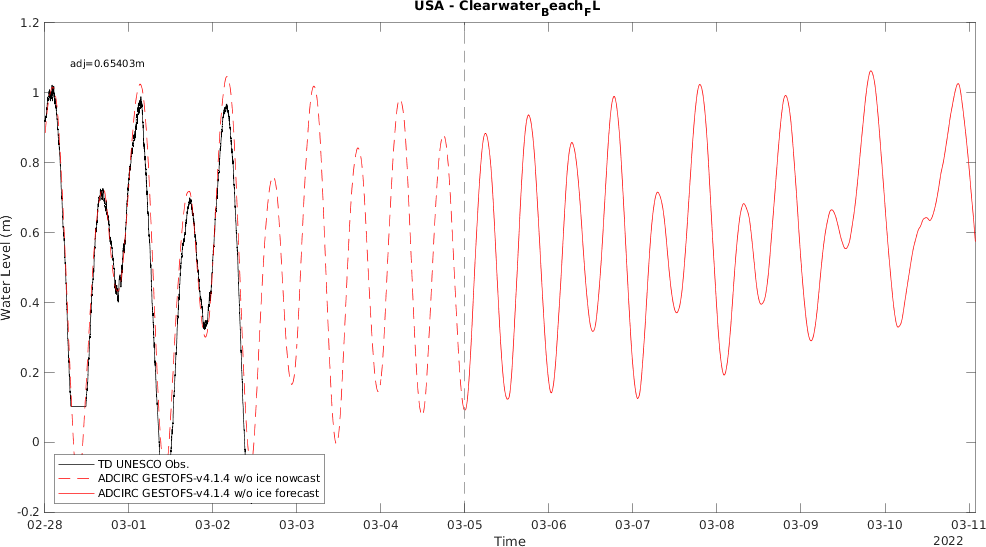 USA - ClearwaterBeachFL
1.2
adj=0.65403m
1
0.8
0.6
Water Level (m)
0.4
0.2
0
TD UNESCO Obs.
ADCIRC GESTOFS-v4.1.4 w/o ice nowcast
ADCIRC GESTOFS-v4.1.4 w/o ice forecast
-0.2
02-28 03-01 03-02 03-03 03-04 03-05 03-06 03-07 03-08 03-09 03-10 03-11
Time 2022